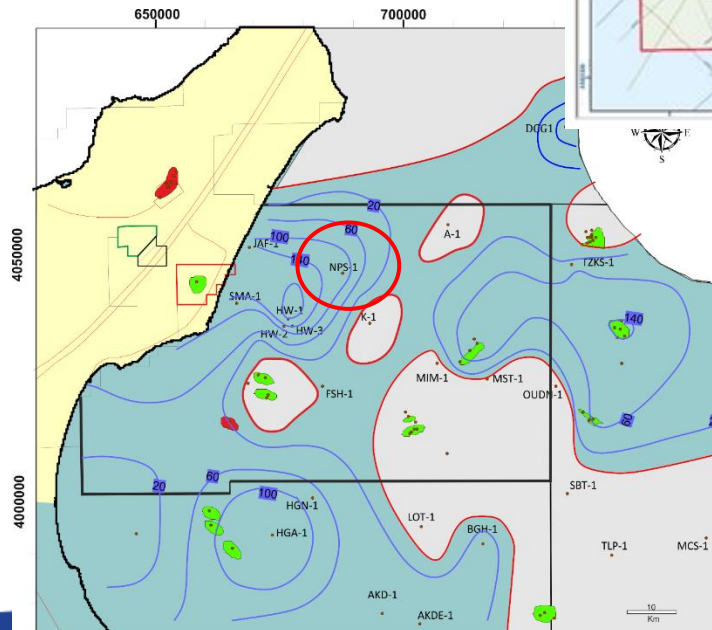 650000 700000
W E
S
DGG1
20
60
A-1
100
4050000
JAF-1
140
NPS-1
TZKS-1
SMA-1
HW-1
K-1
140
HW-2 HW-3
MIM-1 MST-1
FSH-1
OUDN-1
60
20
60
100
4000000
HGN-1
SBT-1
LOT-1
HGA-1
BGH-1
TLP-1
MCS-1
10
Km
AKD-1
AKDE-1